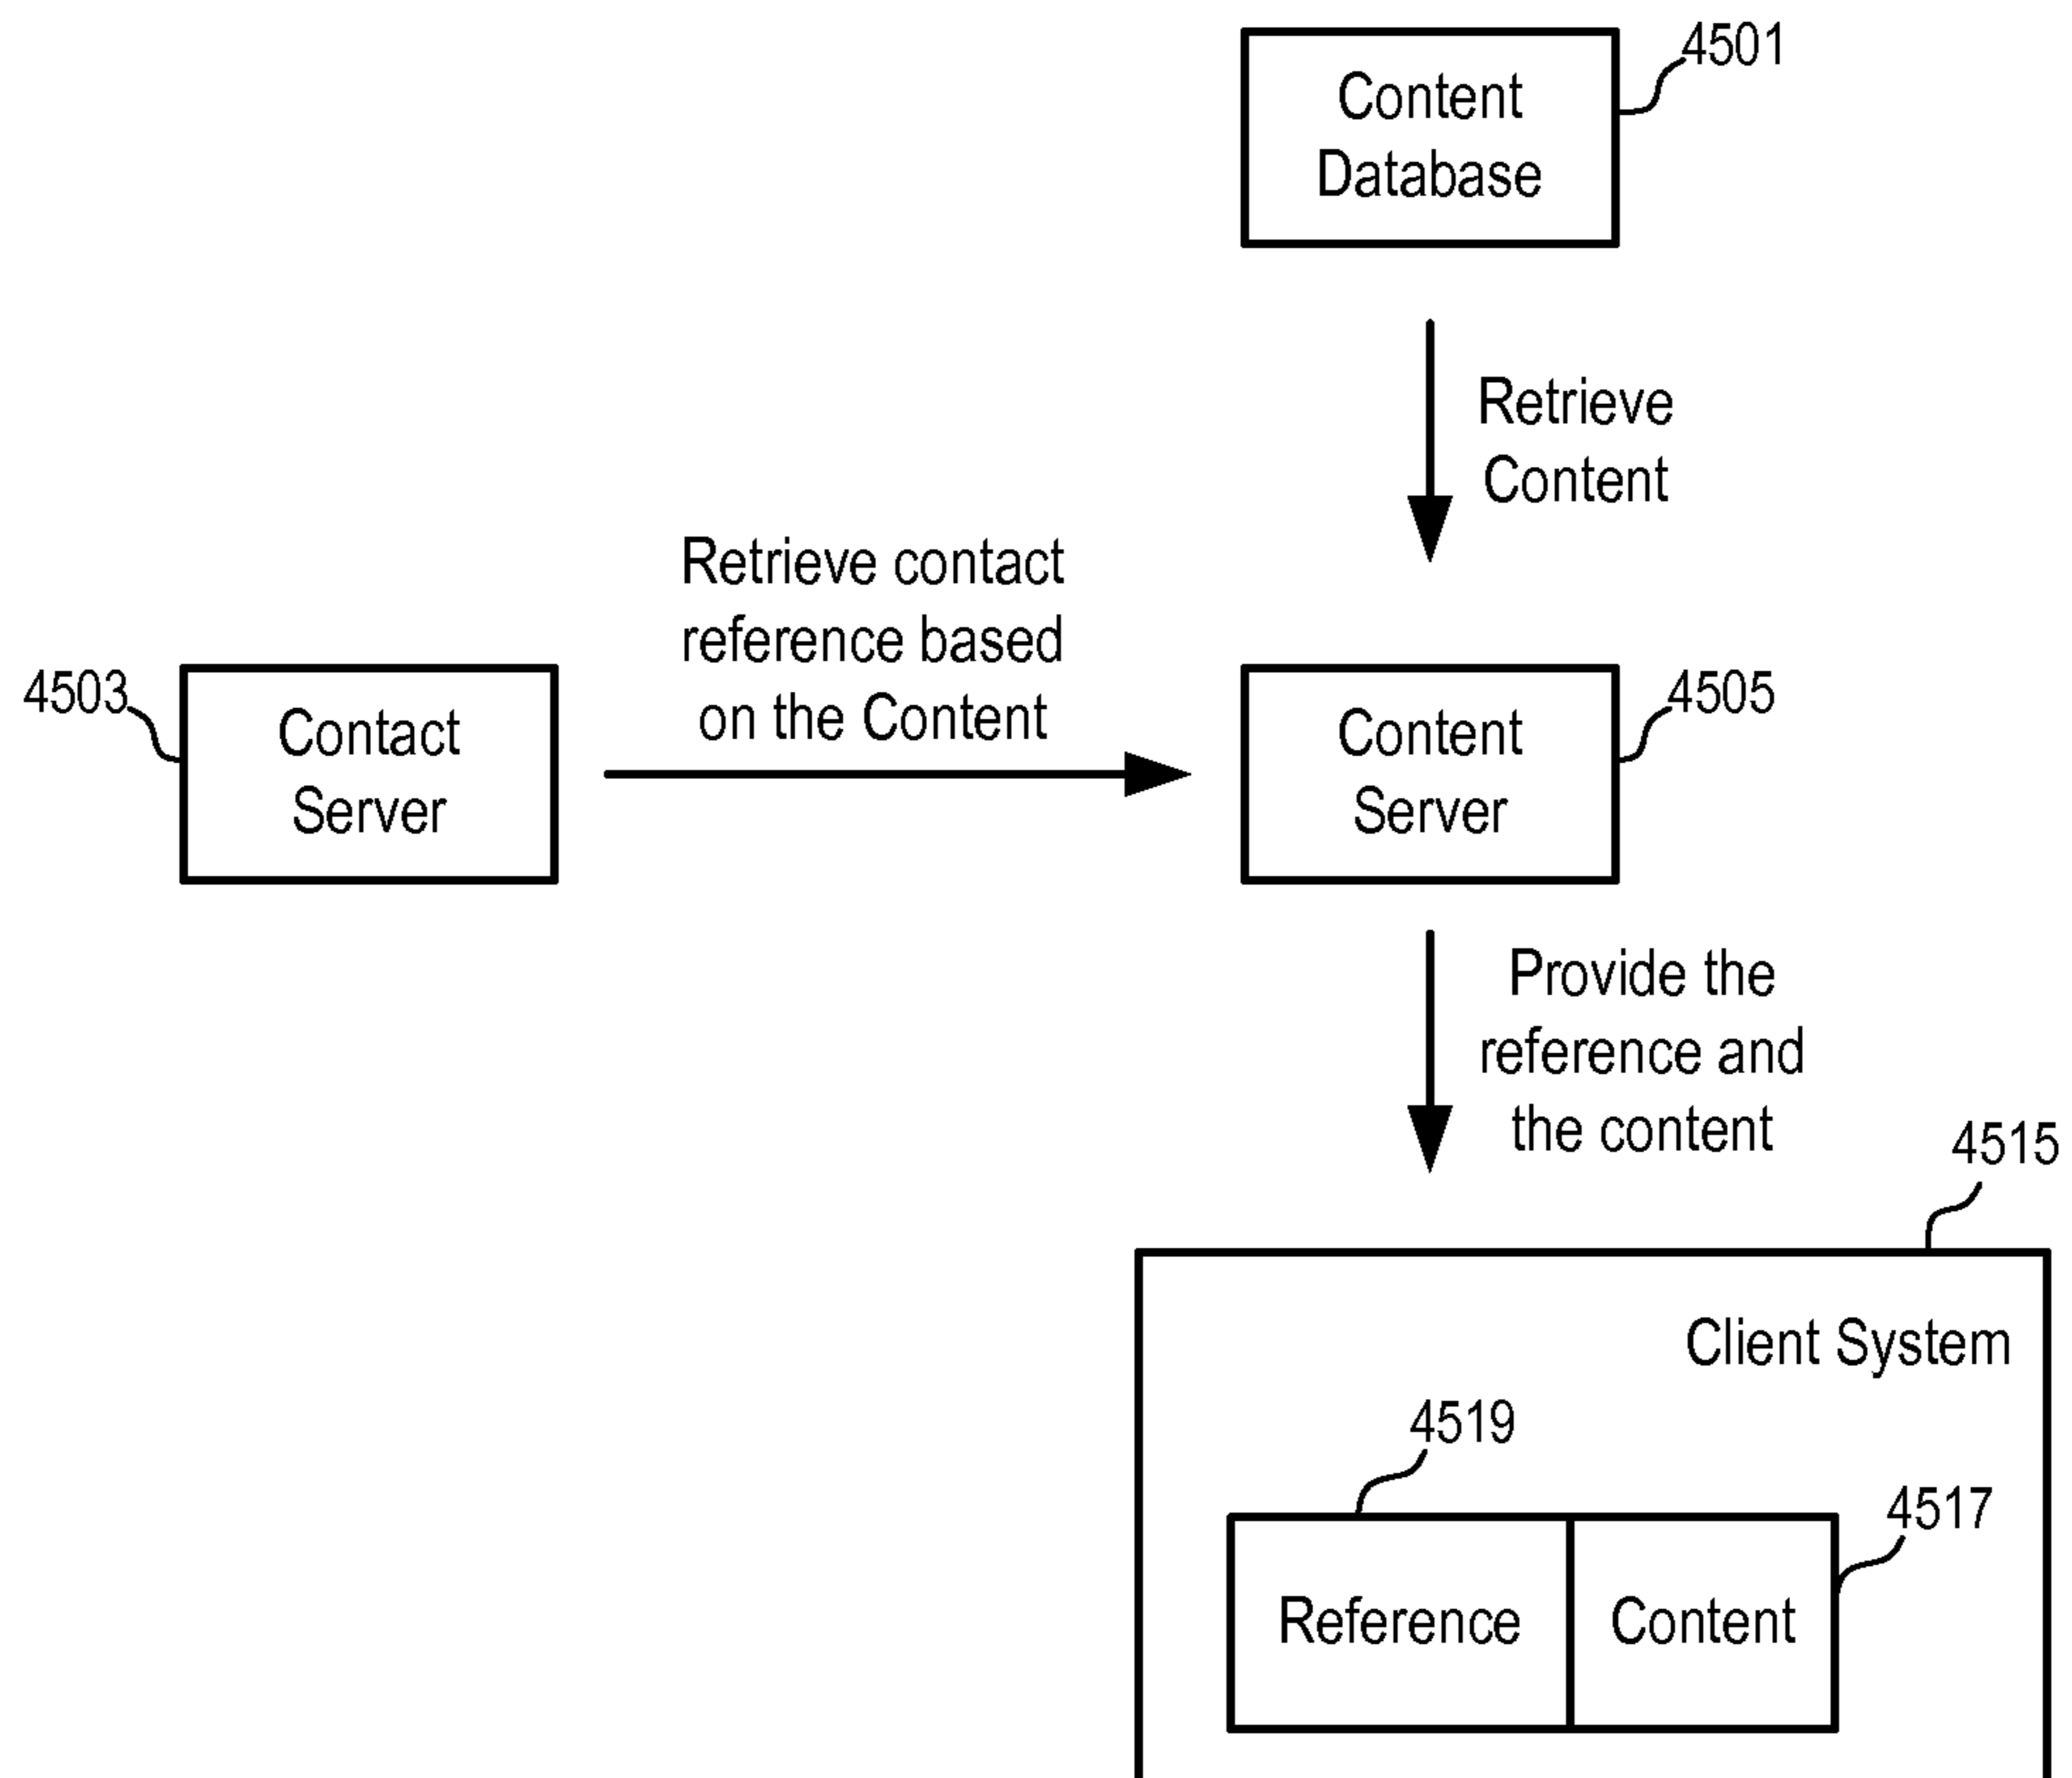 4501
Content
Database
Retrieve
Content
Retrieve contact
reference based
on the Content
4503
Contact
Server
4505
Content
Server
Provide the
reference and
the content
4515
Client System
4519
4517
Reference
Content